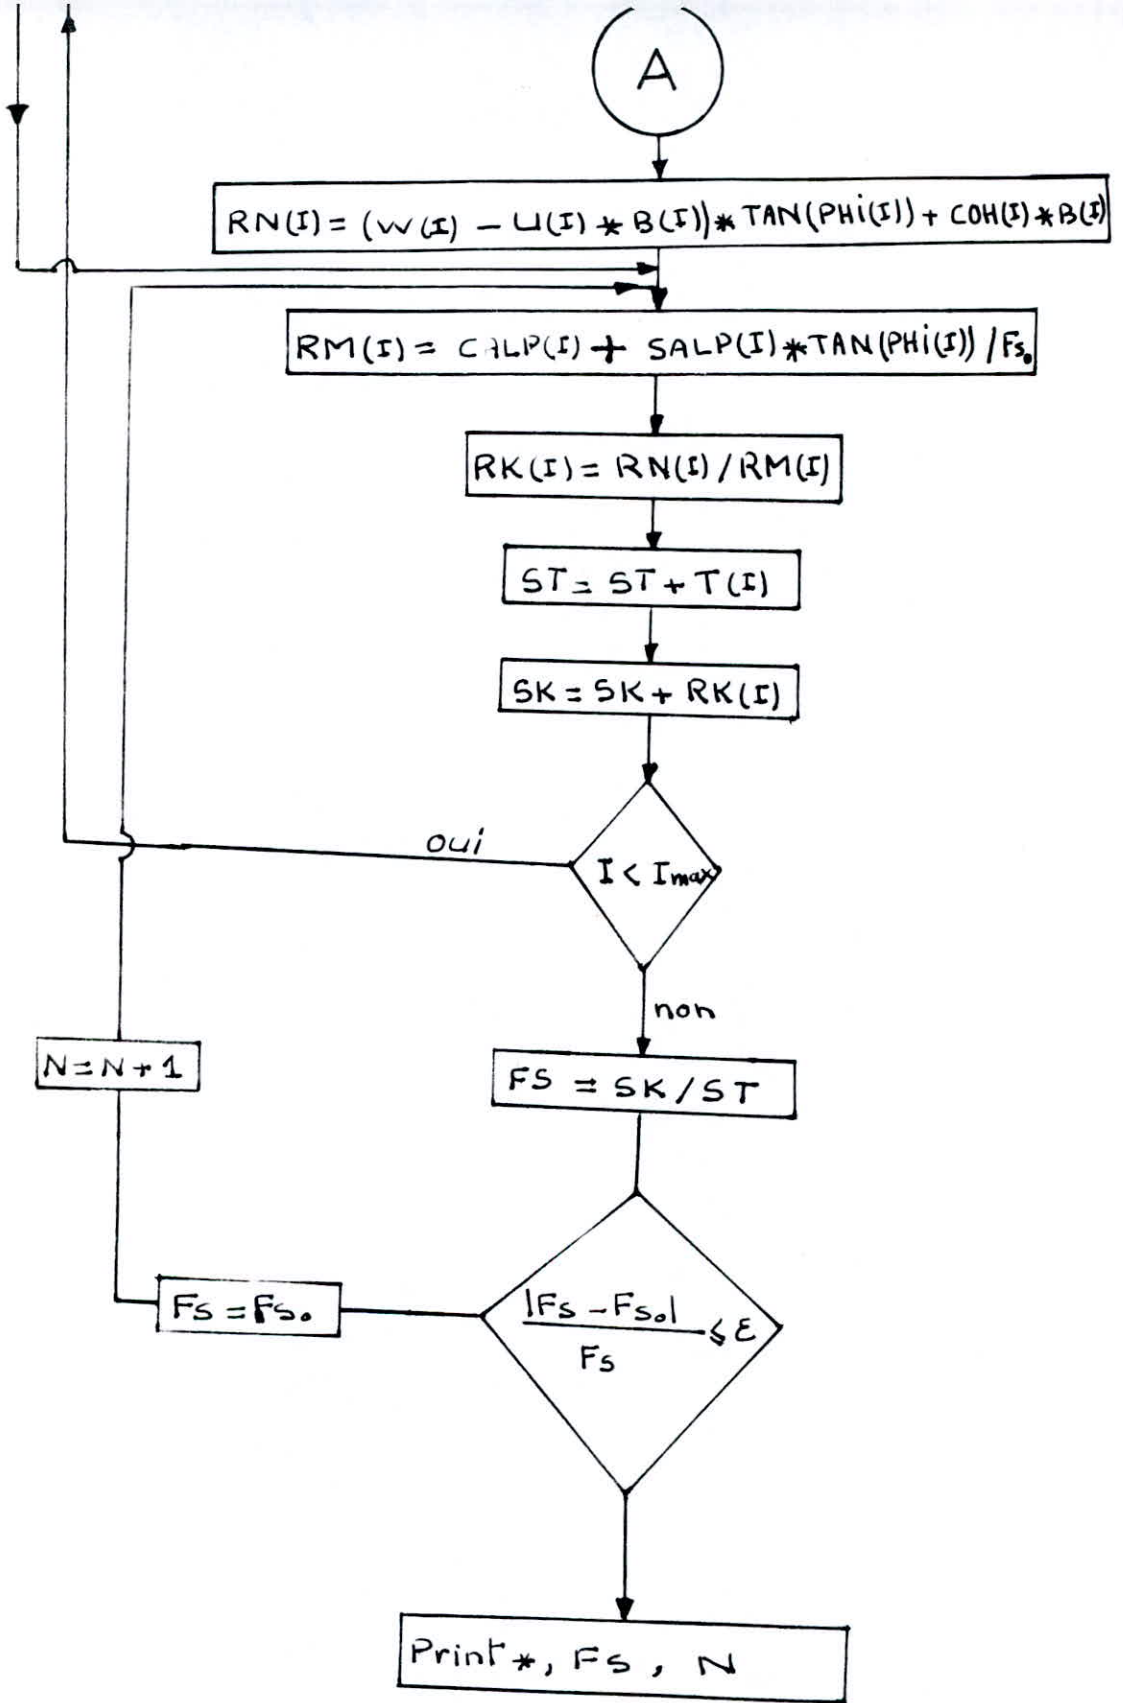 A
RN(I) = (W(I) - U(I) * B(I)) * TAN(PHi(I)) + COH(I) * B(I)
RM(I) = CALP(I) + SALP(I) * TAN(PHi(I)) / Fs₀
RK(I) = RN(I) / RM(I)
ST = ST + T(I)
SK = SK + RK(I)
oui
I < Imax
non
N = N + 1
FS = SK / ST
Fs = Fs₀
|Fs - Fs₀| / Fs ⩽ ε
Print *, FS, N